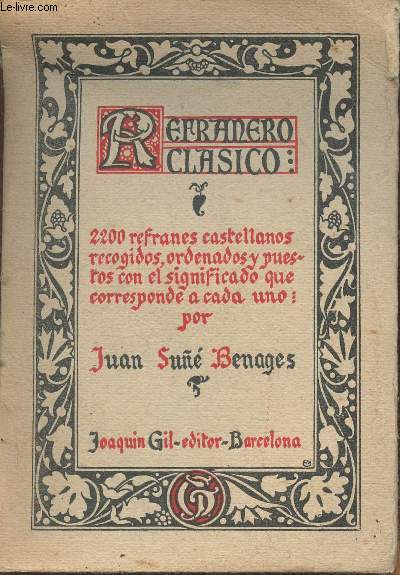 Le-livre.com
REFRANERO
CLASICO:
2200 refranes castellanos
recogidos, ordenados y pues-
tos con el significado que
corresponde a cada uno:
por
Juan Suñé Benages
Joaquin Gil-editor-Barcelona